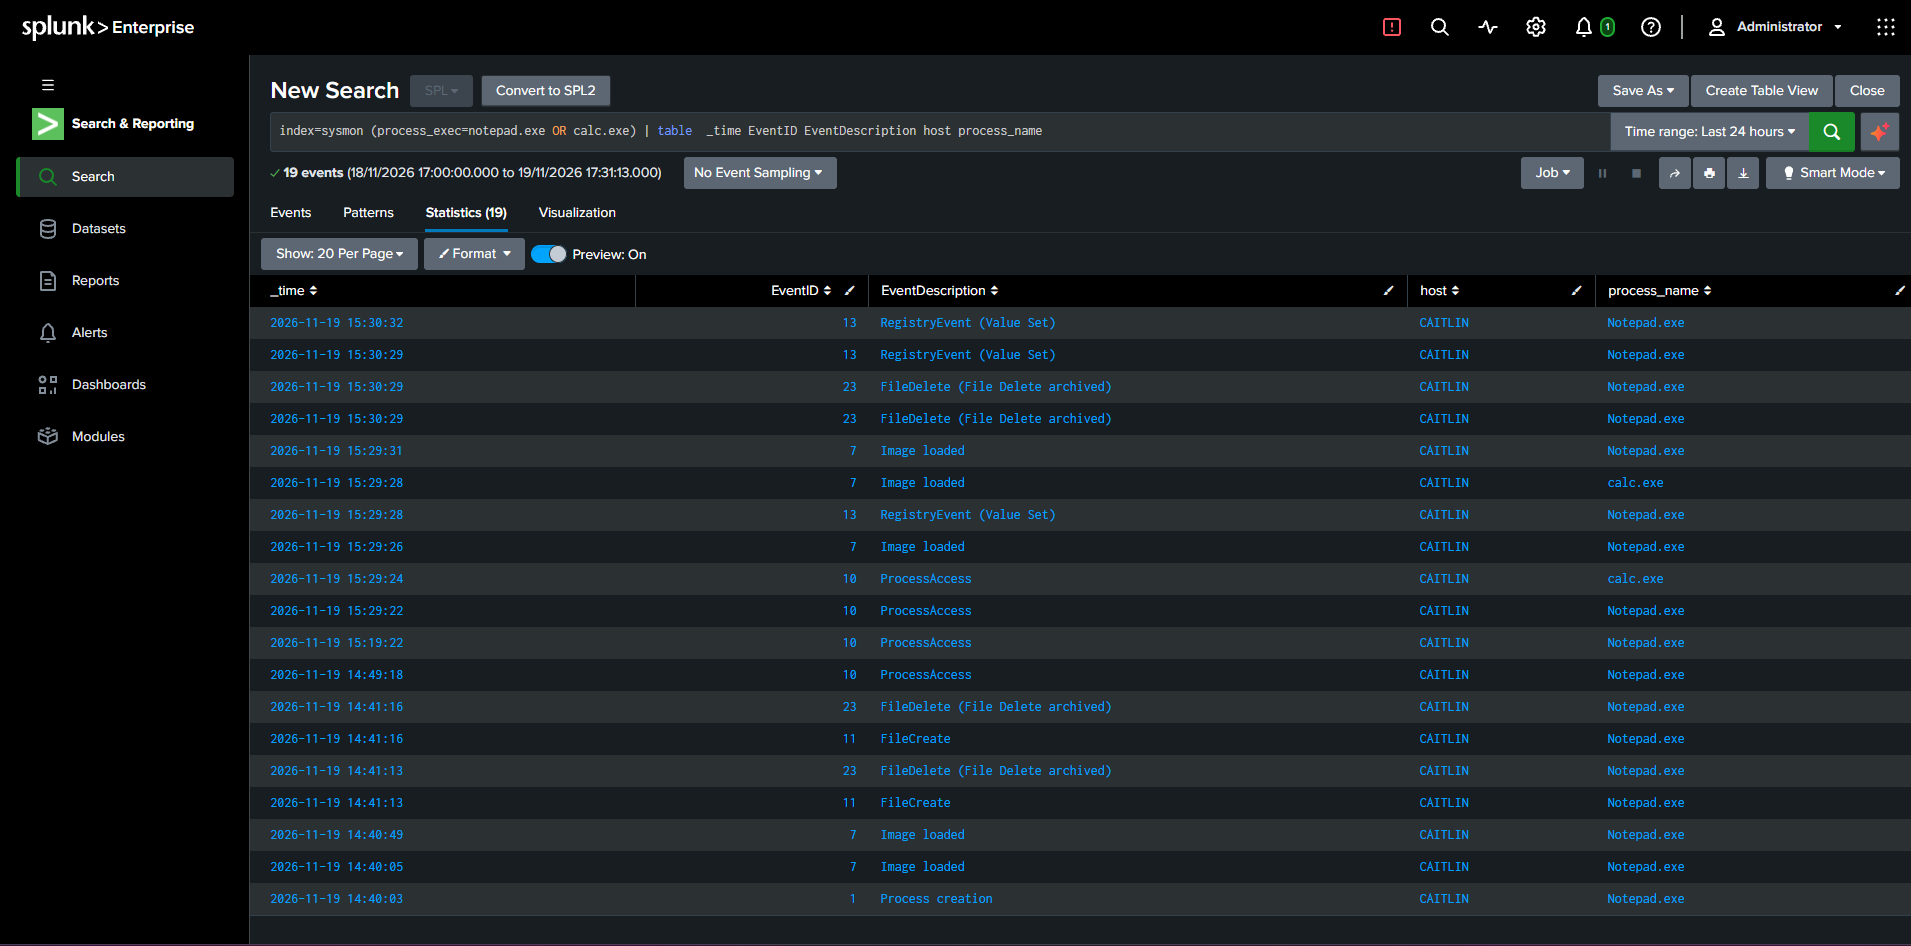 splunk> Enterprise
1
Administrator
Search & Reporting
Search
Datasets
Reports
Alerts
Dashboards
Modules
New Search SPL Convert to SPL2 Save As Create Table View Close
index=sysmon (process_exec=notepad.exe OR calc.exe) | table  _time EventID EventDescription host process_name
Time range: Last 24 hours
19 events (18/11/2026 17:00:00.000 to 19/11/2026 17:31:13.000) No Event Sampling Job Smart Mode
Events Patterns Statistics (19) Visualization
Show: 20 Per Page Format Preview: On
_time EventID EventDescription host process_name
2026-11-19 15:30:32 13 RegistryEvent (Value Set) CAITLIN Notepad.exe
2026-11-19 15:30:29 13 RegistryEvent (Value Set) CAITLIN Notepad.exe
2026-11-19 15:30:29 23 FileDelete (File Delete archived) CAITLIN Notepad.exe
2026-11-19 15:30:29 23 FileDelete (File Delete archived) CAITLIN Notepad.exe
2026-11-19 15:29:31 7 Image loaded CAITLIN Notepad.exe
2026-11-19 15:29:28 7 Image loaded CAITLIN calc.exe
2026-11-19 15:29:28 13 RegistryEvent (Value Set) CAITLIN Notepad.exe
2026-11-19 15:29:26 7 Image loaded CAITLIN Notepad.exe
2026-11-19 15:29:24 10 ProcessAccess CAITLIN calc.exe
2026-11-19 15:29:22 10 ProcessAccess CAITLIN Notepad.exe
2026-11-19 15:19:22 10 ProcessAccess CAITLIN Notepad.exe
2026-11-19 14:49:18 10 ProcessAccess CAITLIN Notepad.exe
2026-11-19 14:41:16 23 FileDelete (File Delete archived) CAITLIN Notepad.exe
2026-11-19 14:41:16 11 FileCreate CAITLIN Notepad.exe
2026-11-19 14:41:13 23 FileDelete (File Delete archived) CAITLIN Notepad.exe
2026-11-19 14:41:13 11 FileCreate CAITLIN Notepad.exe
2026-11-19 14:40:49 7 Image loaded CAITLIN Notepad.exe
2026-11-19 14:40:05 7 Image loaded CAITLIN Notepad.exe
2026-11-19 14:40:03 1 Process creation CAITLIN Notepad.exe